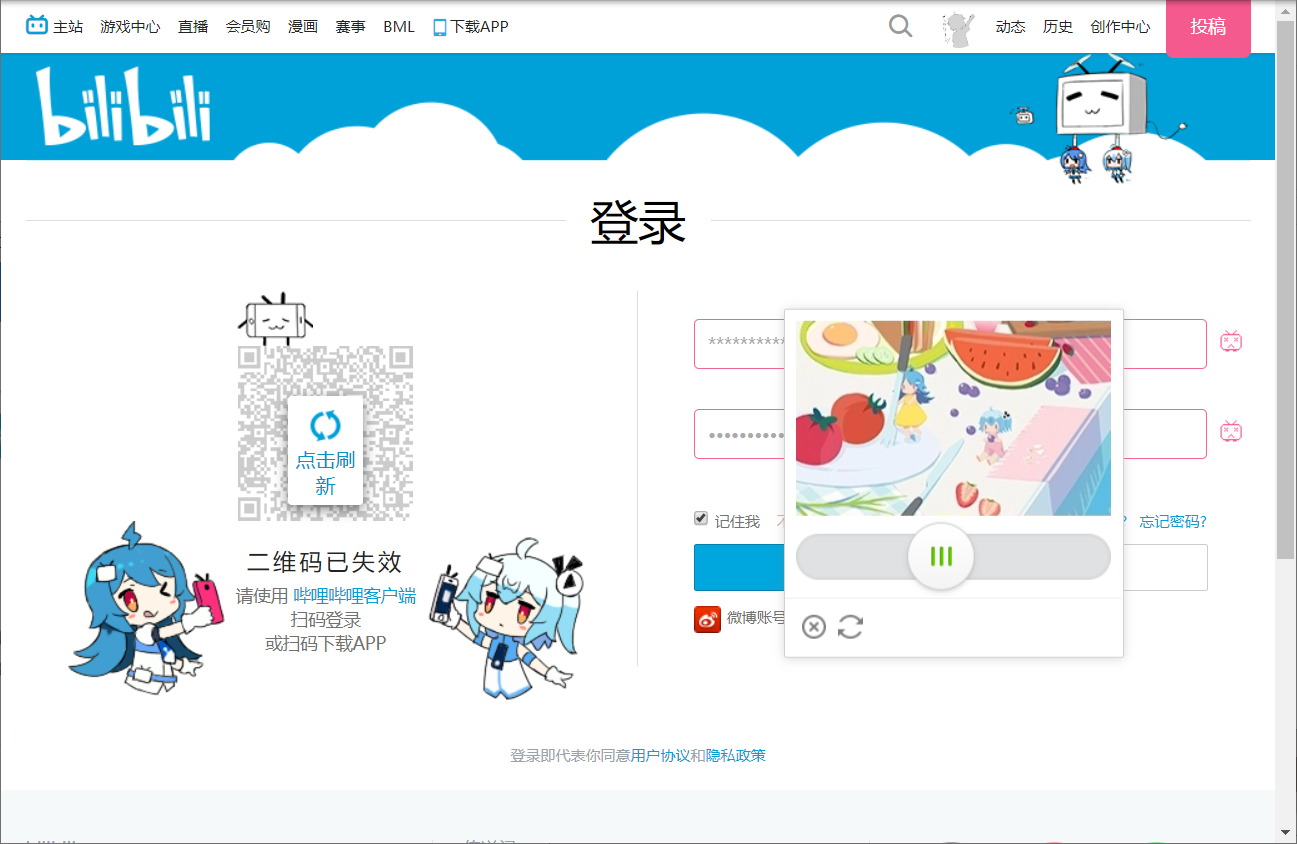 主站 游戏中心 直播 会员购 漫画 赛事 BML 下载APP 动态 历史 创作中心 投稿
bilibili
登录
***********
点击刷
新
记住我
忘记密码?
二维码已失效
请使用 哔哩哔哩客户端
扫码登录
或扫码下载APP
微博账号
登录即代表你同意用户协议和隐私政策